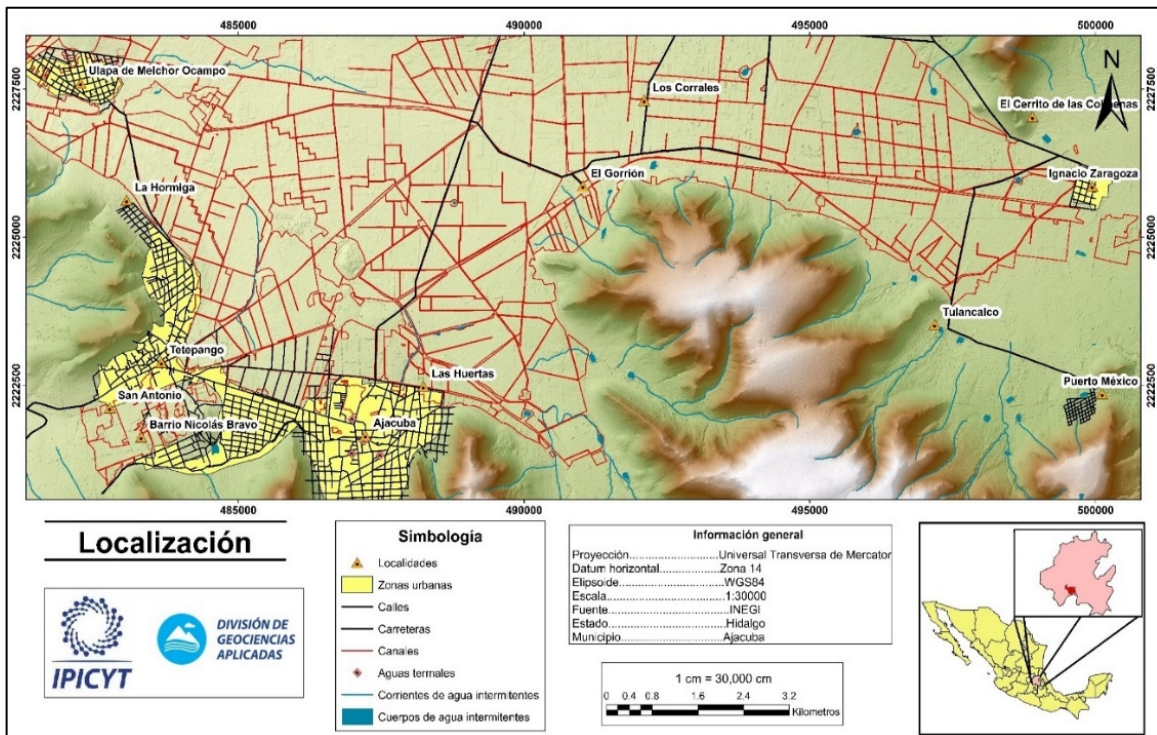 485000 490000 495000 500000
N
2227500 2227500
2225000 2225000
2222500 2222500
Ulapa de Melchor Ocampo
Los Corrales
El Cerrito de las Colmenas
La Hormiga
El Gorrión
Ignacio Zaragoza
Tulancalco
Tetepango
Las Huertas
Puerto México
San Antonio
Barrio Nicolás Bravo
Ajacuba
485000 490000 495000 500000
Localización
IPICYT
DIVISIÓN DE
GEOCIENCIAS
APLICADAS
Simbología
Localidades
Zonas urbanas
Calles
Carreteras
Canales
Aguas termales
Corrientes de agua intermitentes
Cuerpos de agua intermitentes
Información general
Proyección.............................Universal Transversa de Mercator
Datum horizontal.................Zona 14
Elipsoide................................WGS84
Escala....................................1:30000
Fuente....................................INEGI
Estado....................................Hidalgo
Municipio...............................Ajacuba
1 cm = 30,000 cm
0 0.4 0.8 1.6 2.4 3.2
Kilometros